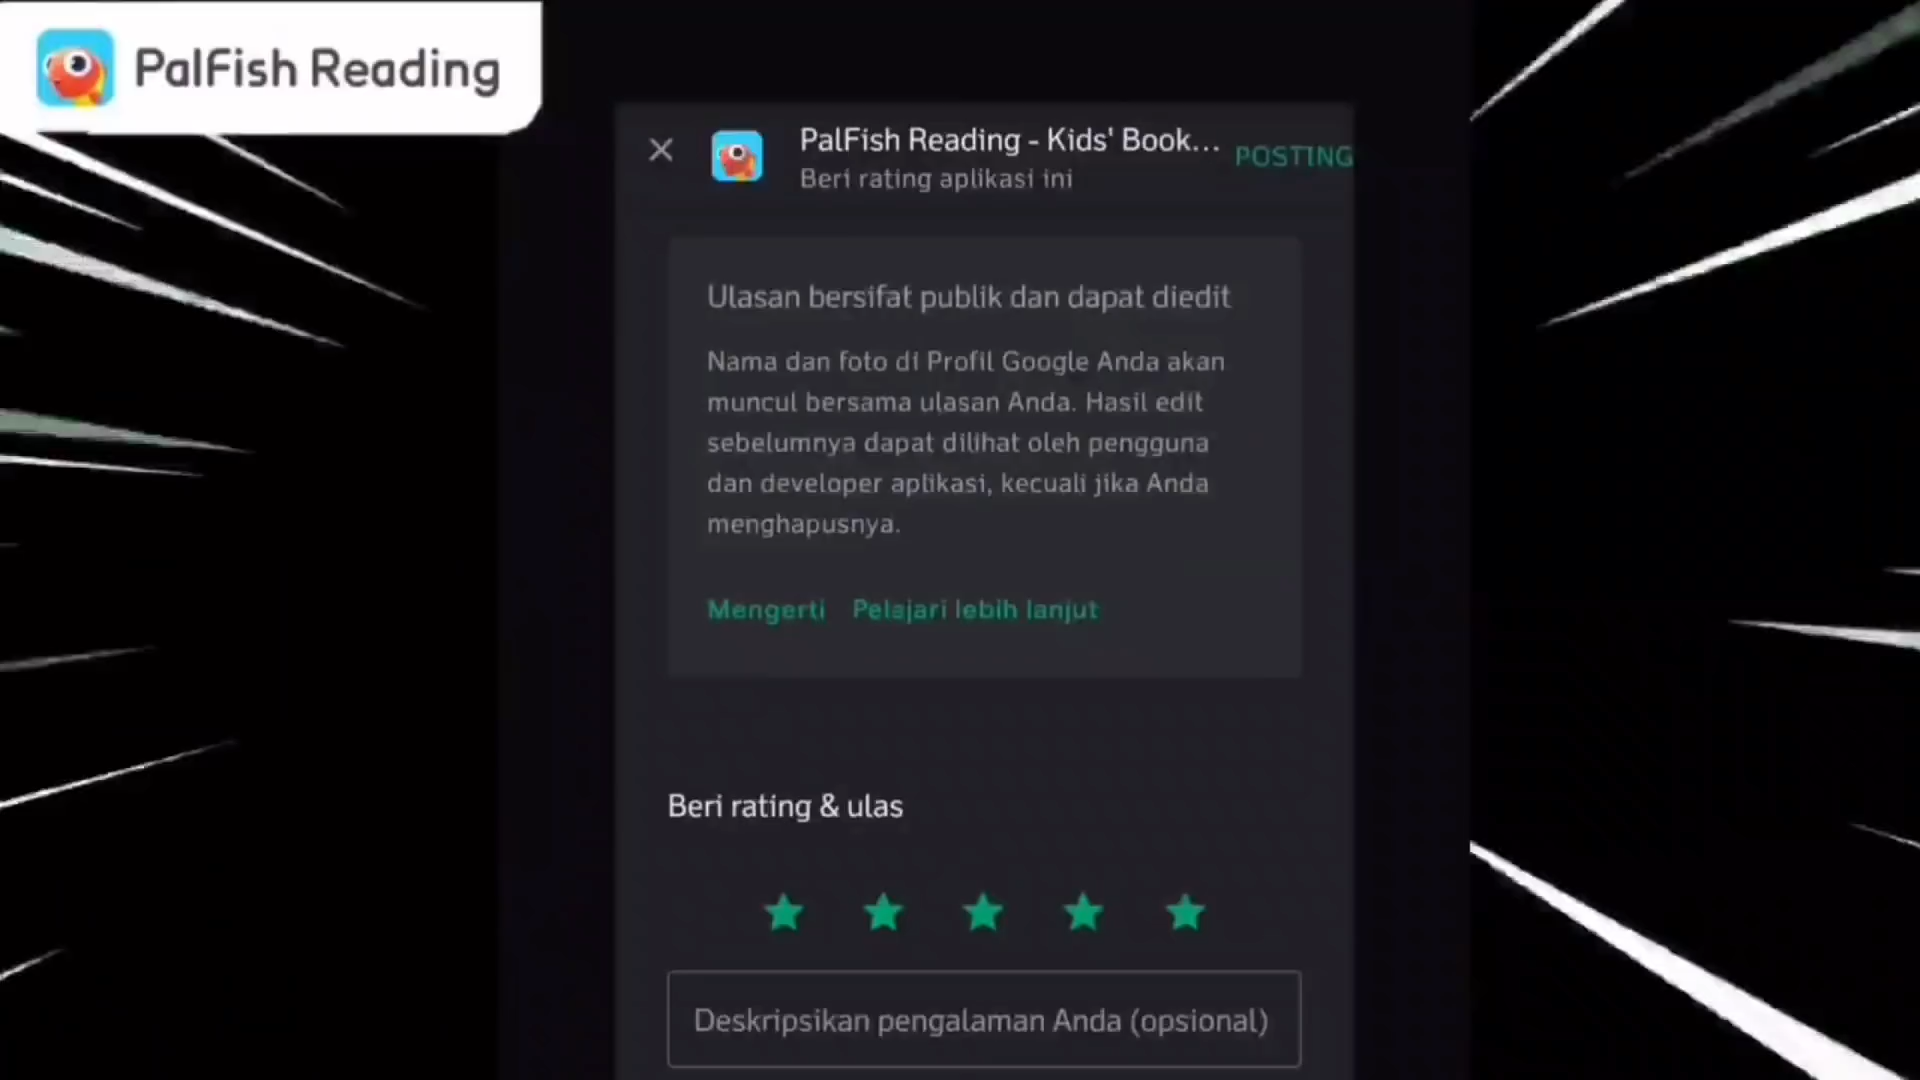 PalFish Reading
PalFish Reading - Kids' Book...
POSTING
Beri rating aplikasi ini
Ulasan bersifat publik dan dapat diedit
Nama dan foto di Profil Google Anda akan
muncul bersama ulasan Anda. Hasil edit
sebelumnya dapat dilihat oleh pengguna
dan developer aplikasi, kecuali jika Anda
menghapusnya.
Mengerti Pelajari lebih lanjut
Beri rating & ulas
Deskripsikan pengalaman Anda (opsional)